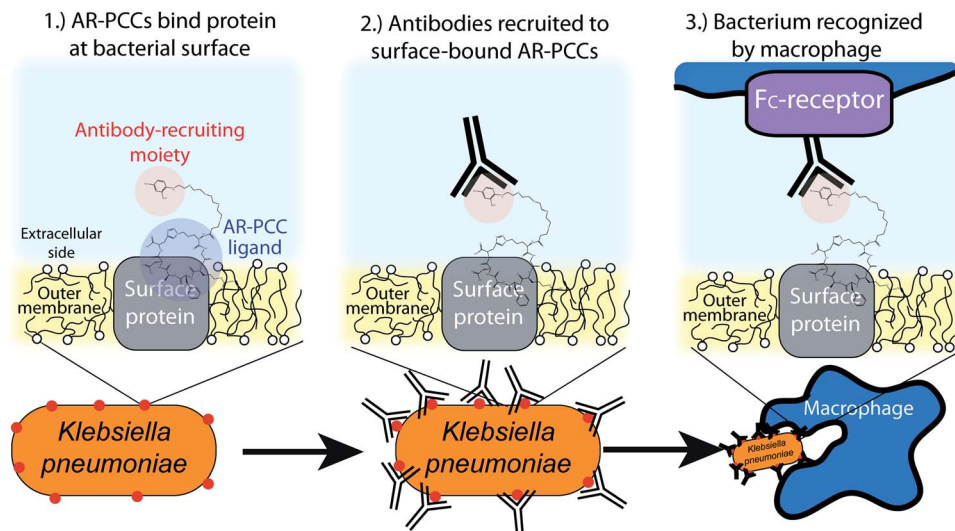 1.) AR-PCCs bind protein
at bacterial surface
Antibody-recruiting
moiety
AR-PCC
ligand
Extracellular
side
Outer
membrane
Surface
protein
Klebsiella
pneumoniae
2.) Antibodies recruited to
surface-bound AR-PCCs
Outer
membrane
Surface
protein
Klebsiella
pneumoniae
3.) Bacterium recognized
by macrophage
Fc-receptor
Outer
membrane
Surface
protein
Macrophage
Klebsiella
pneumoniae